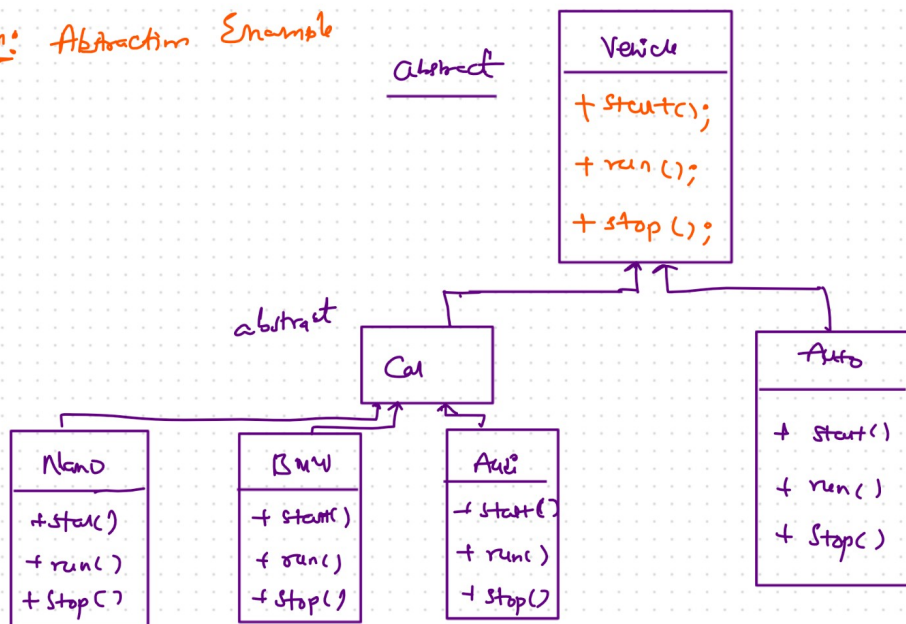 : Abstraction Example
abstract
Vehicle
+ start();
+ run();
+ stop();
abstract
Car
Auto
+ start()
+ run()
+ stop()
Nano
+ start()
+ run()
+ stop()
BMW
+ start()
+ run()
+ stop()
Audi
+ start()
+ run()
+ stop()